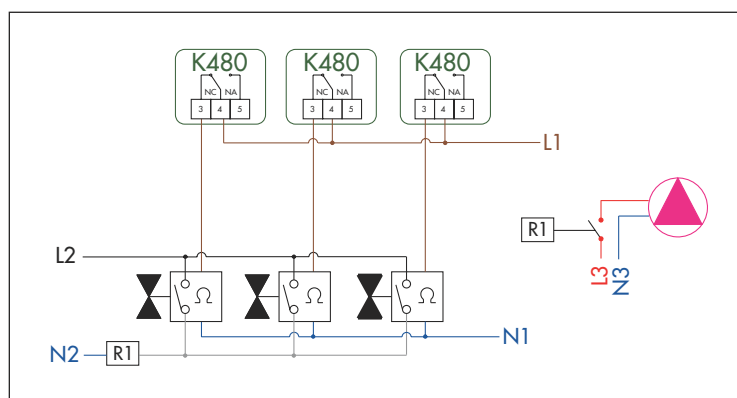 K480 K480 K480
NC NA NC NA NC NA
3 4 5 3 4 5 3 4 5
L1
R1
L2
L3 N3
Ω Ω Ω
N1
N2 R1